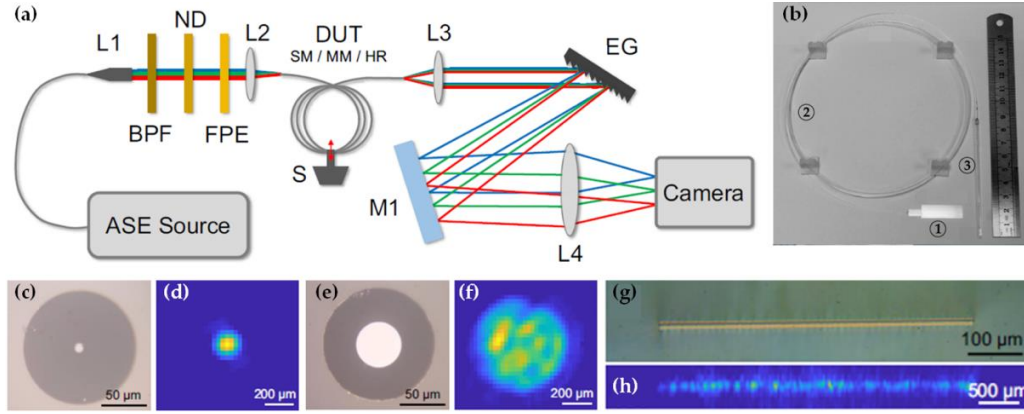 (a)
L1
ND
L2
DUT
SM / MM / HR
L3
EG
BPF
FPE
S
M1
L4
ASE Source
Camera
(b)
①
②
③
(c)
50 µm
(d)
200 µm
(e)
50 µm
(f)
200 µm
(g)
100 µm
(h)
500 µm